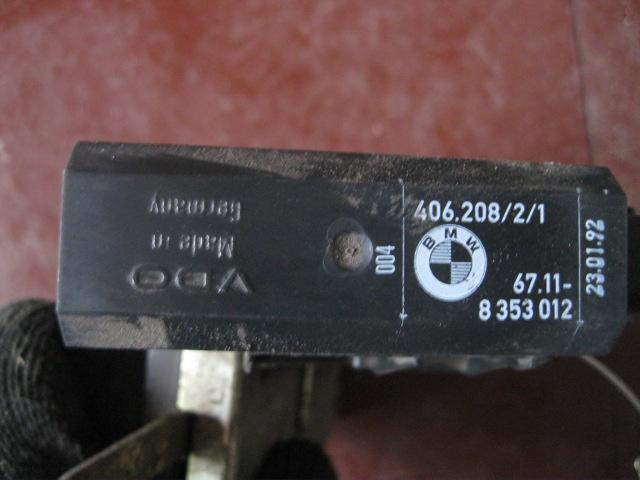 406.208/2/1
BMW
67.11-
8 353 012
23.01.92
004
VDO
Made in
Germany